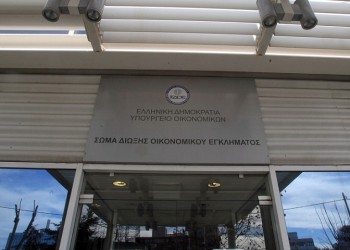 ΕΛΛΗΝΙΚΗ ΔΗΜΟΚΡΑΤΙΑ
ΥΠΟΥΡΓΕΙΟ ΟΙΚΟΝΟΜΙΚΩΝ
ΣΩΜΑ ΔΙΩΞΗΣ ΟΙΚΟΝΟΜΙΚΟΥ ΕΓΚΛΗΜΑΤΟΣ